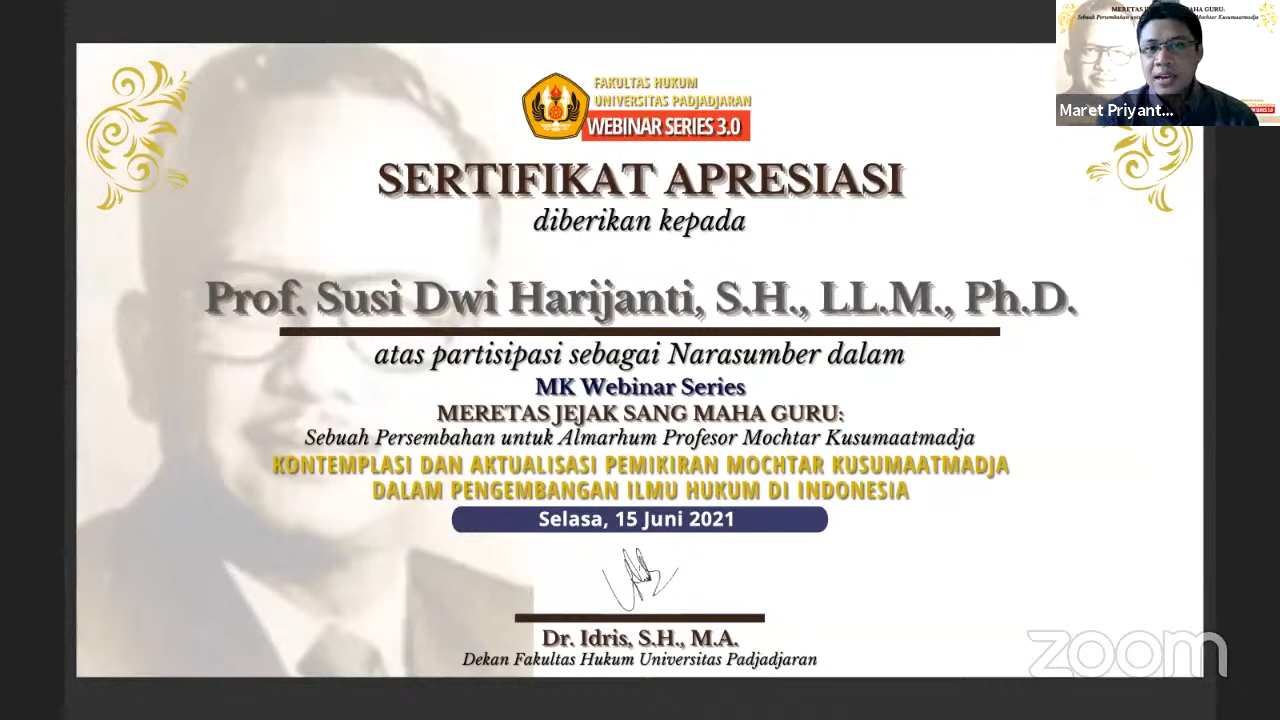 FAKULTAS HUKUM
UNIVERSITAS PADJADJARAN
WEBINAR SERIES 3.0
SERTIFIKAT APRESIASI
diberikan kepada
Prof. Susi Dwi Harijanti, S.H., LL.M., Ph.D.
atas partisipasi sebagai Narasumber dalam
MK Webinar Series
MERETAS JEJAK SANG MAHA GURU:
Sebuah Persembahan untuk Almarhum Profesor Mochtar Kusumaatmadja
KONTEMPLASI DAN AKTUALISASI PEMIKIRAN MOCHTAR KUSUMAATMADJA
DALAM PENGEMBANGAN ILMU HUKUM DI INDONESIA
Selasa, 15 Juni 2021
Dr. Idris, S.H., M.A.
Dekan Fakultas Hukum Universitas Padjadjaran
zoom
Maret Priyant...